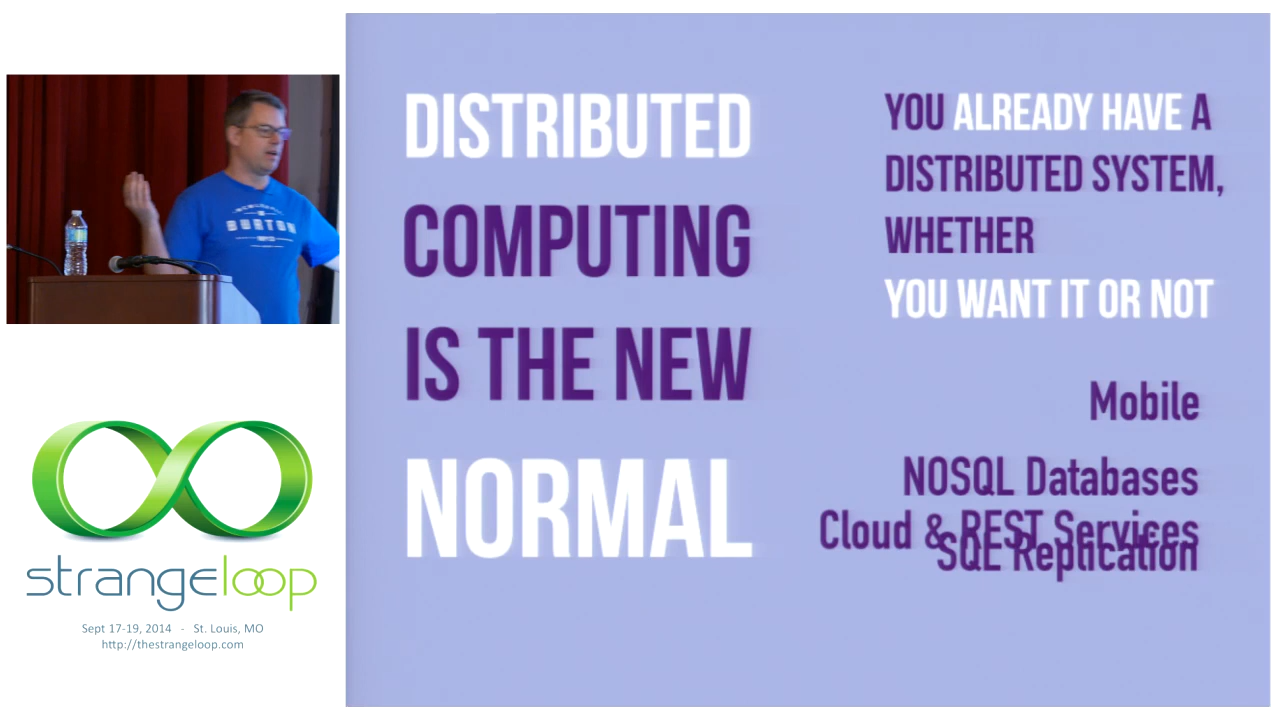 BURTON
strangeloop
Sept 17-19, 2014 - St. Louis, MO
http://thestrangeloop.com
DISTRIBUTED
COMPUTING
IS THE NEW
NORMAL
YOU ALREADY HAVE A
DISTRIBUTED SYSTEM,
WHETHER
YOU WANT IT OR NOT
Mobile
NOSQL Databases
Cloud & REST Services
SQL Replication